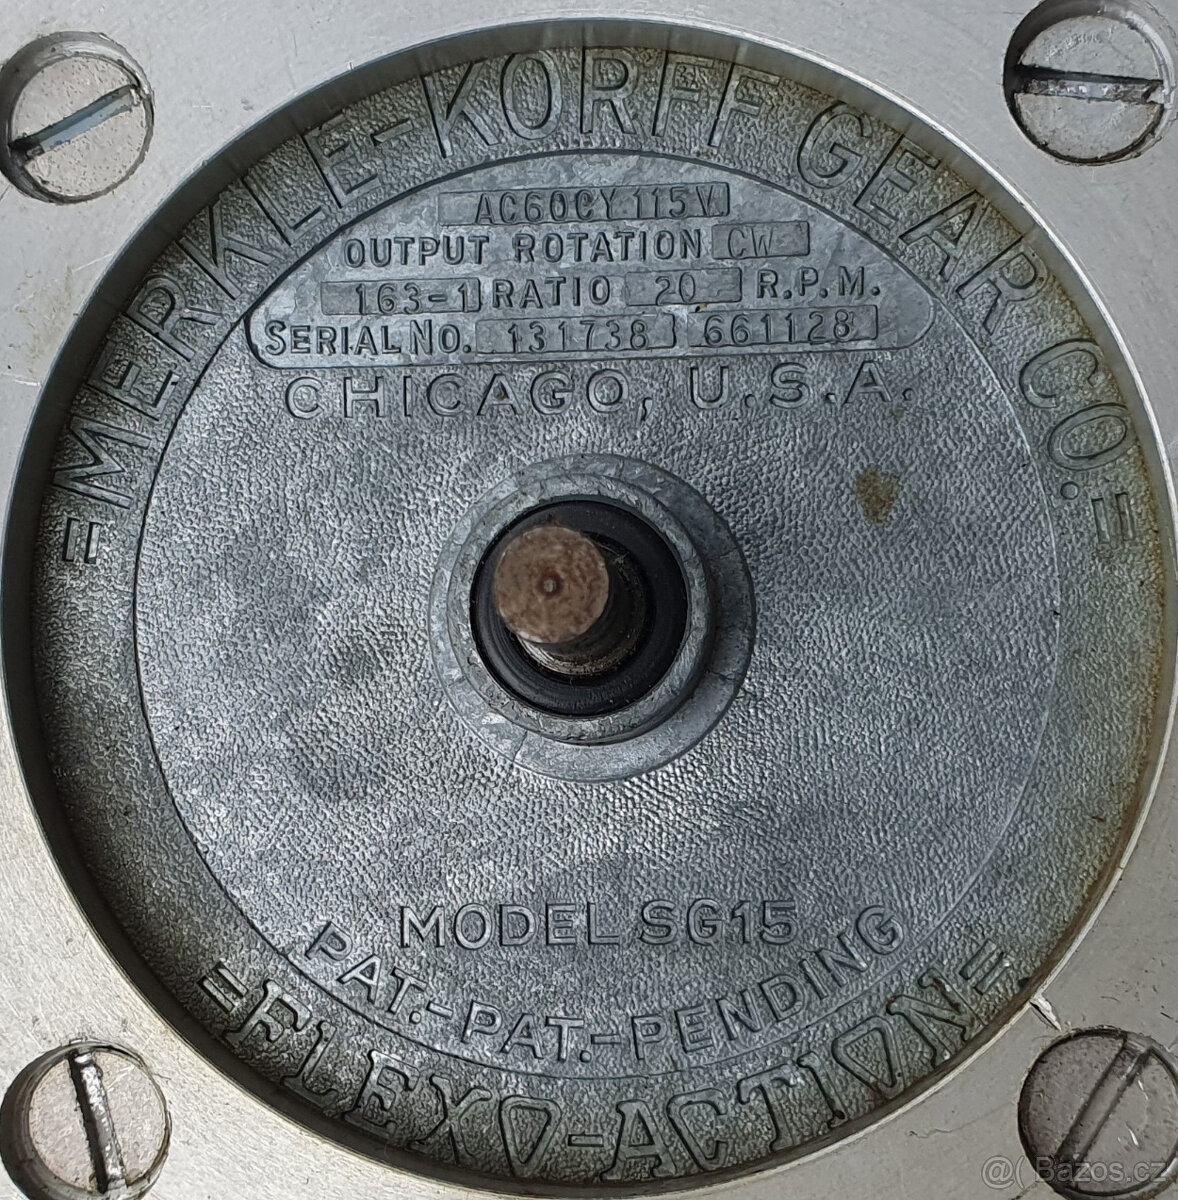 =MERKLE-KORFF GEAR CO.=
AC60CY 115V
OUTPUT ROTATION CW
163-1 RATIO 20 R.P.M.
SERIAL NO. 131738 661128
CHICAGO, U.S.A.
MODEL SG15
PAT.-PAT.-PENDING
=FLEXO-ACTION=
@( Bazos.cz